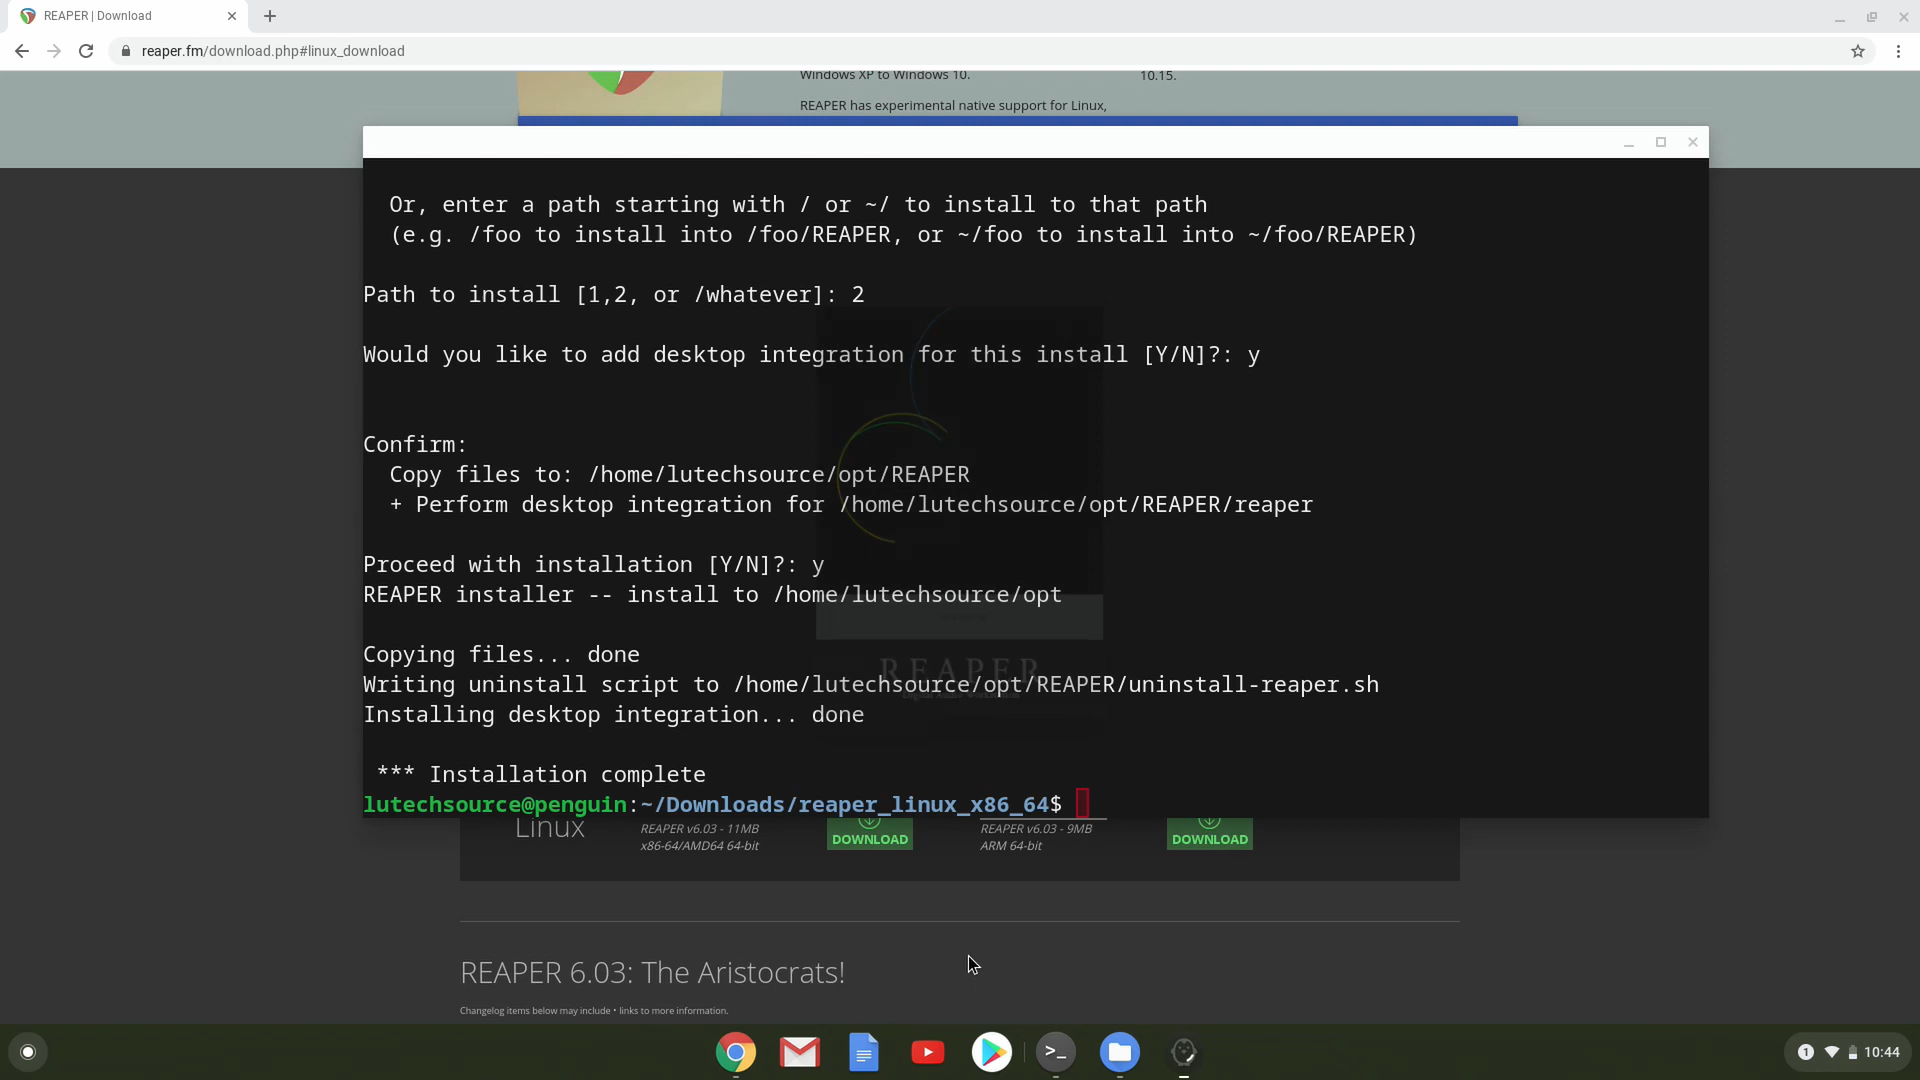 REAPER | Download
reaper.fm/download.php#linux_download
Windows XP to Windows 10.
10.15.
REAPER has experimental native support for Linux,
Or, enter a path starting with / or ~/ to install to that path
(e.g. /foo to install into /foo/REAPER, or ~/foo to install into ~/foo/REAPER)
Path to install [1,2, or /whatever]: 2
Would you like to add desktop integration for this install [Y/N]?: y
Confirm:
Copy files to: /home/lutechsource/opt/REAPER
+ Perform desktop integration for /home/lutechsource/opt/REAPER/reaper
Proceed with installation [Y/N]?: y
REAPER installer -- install to /home/lutechsource/opt
Copying files... done
REAPER
Writing uninstall script to /home/lutechsource/opt/REAPER/uninstall-reaper.sh
Installing desktop integration... done
*** Installation complete
lutechsource@penguin:~/Downloads/reaper_linux_x86_64$
Linux
REAPER v6.03 - 11MB
x86-64/AMD64 64-bit
DOWNLOAD
REAPER v6.03 - 9MB
ARM 64-bit
DOWNLOAD
REAPER 6.03: The Aristocrats!
Changelog items below may include • links to more information.
1
10:44